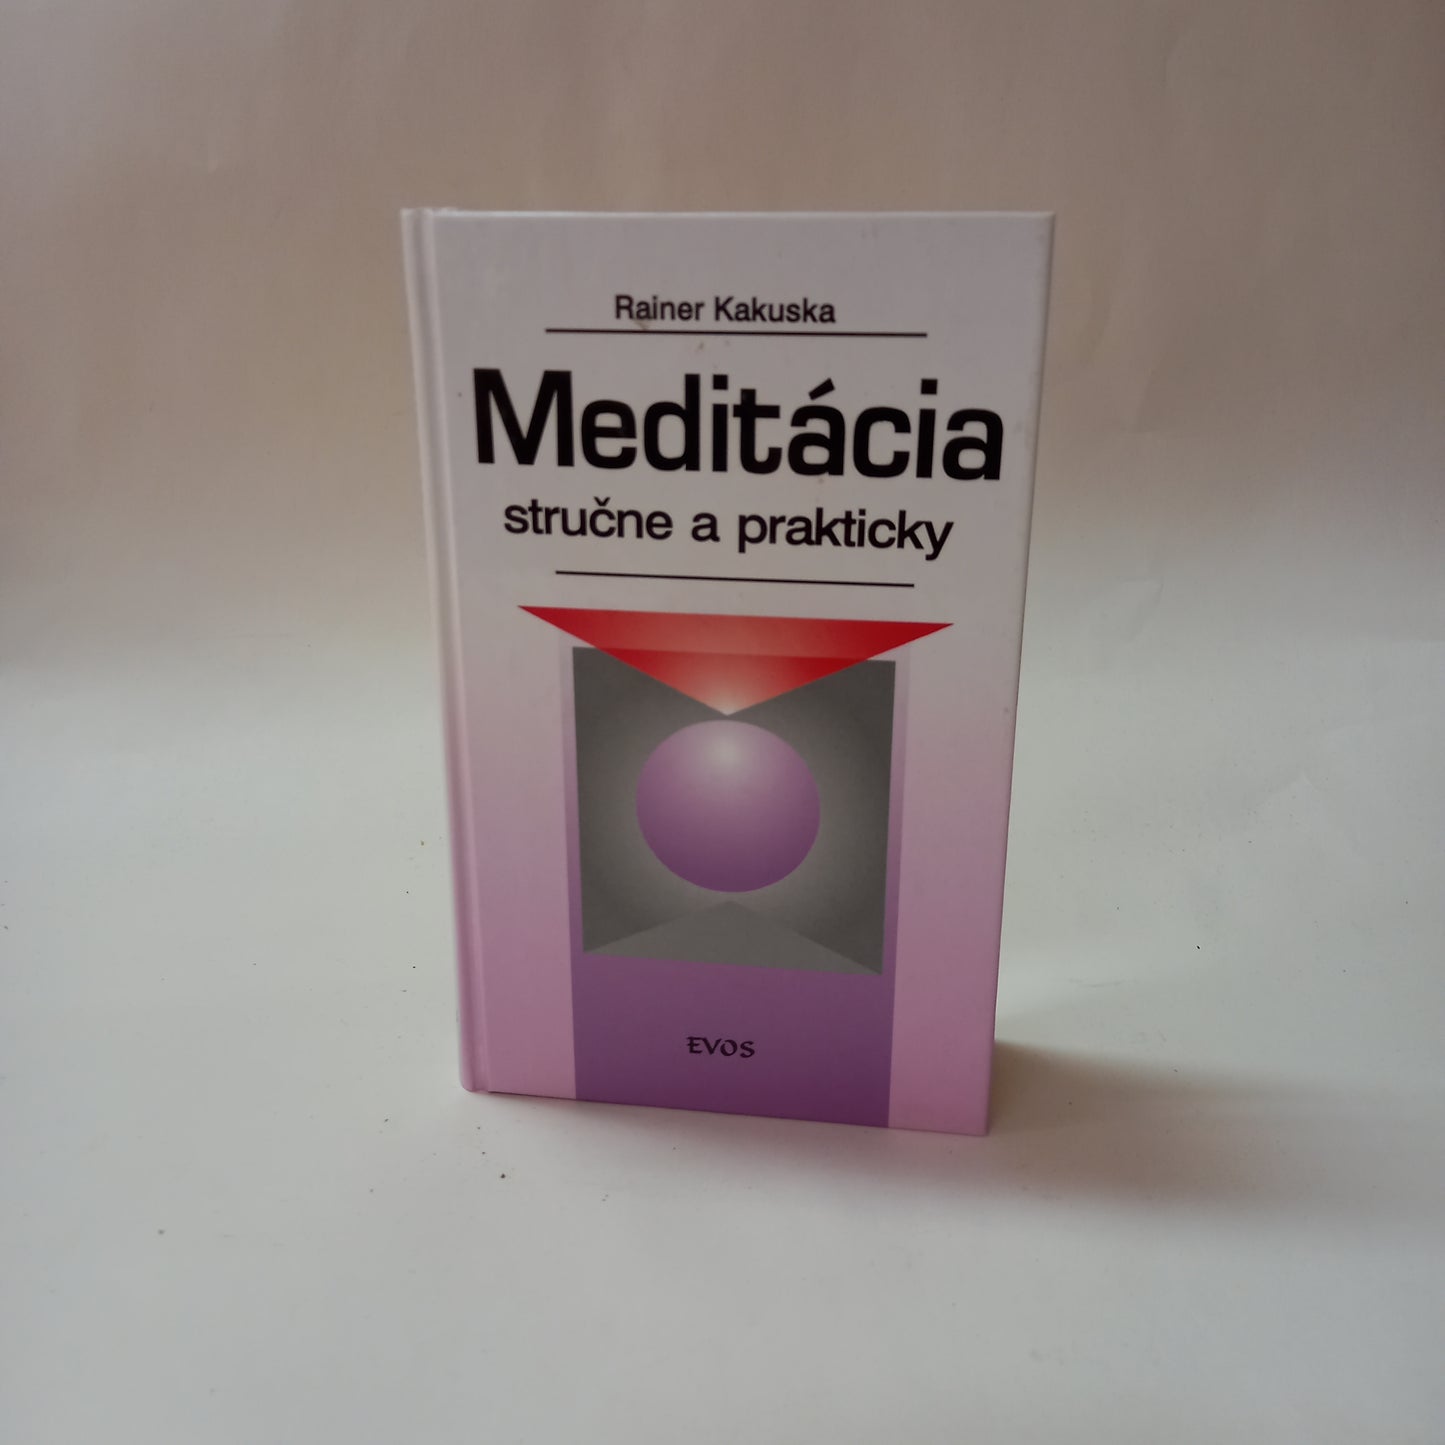 Rainer Kakuska
Meditácia
stručne a prakticky
EVOS